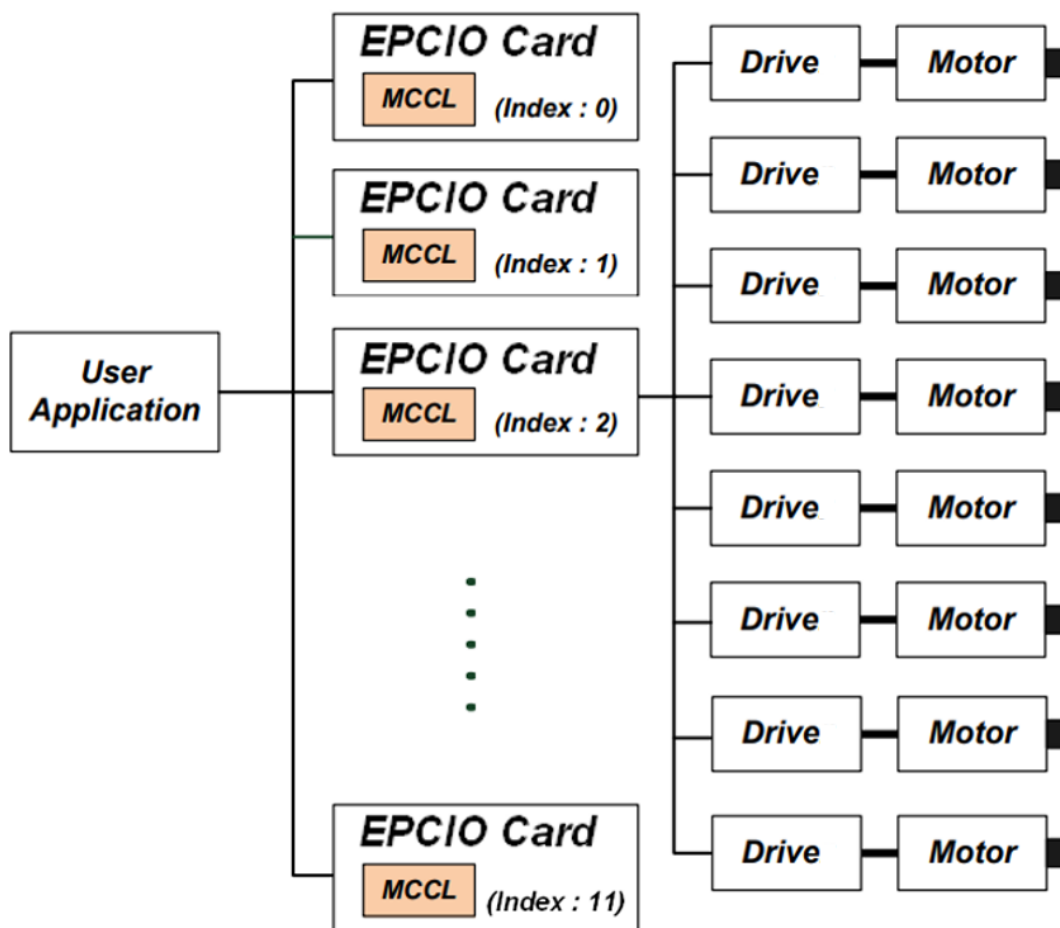 User
Application
EPCIO Card
MCCL
(Index : 0)
EPCIO Card
MCCL
(Index : 1)
EPCIO Card
MCCL
(Index : 2)
EPCIO Card
MCCL
(Index : 11)
Drive
Motor
Drive
Motor
Drive
Motor
Drive
Motor
Drive
Motor
Drive
Motor
Drive
Motor
Drive
Motor